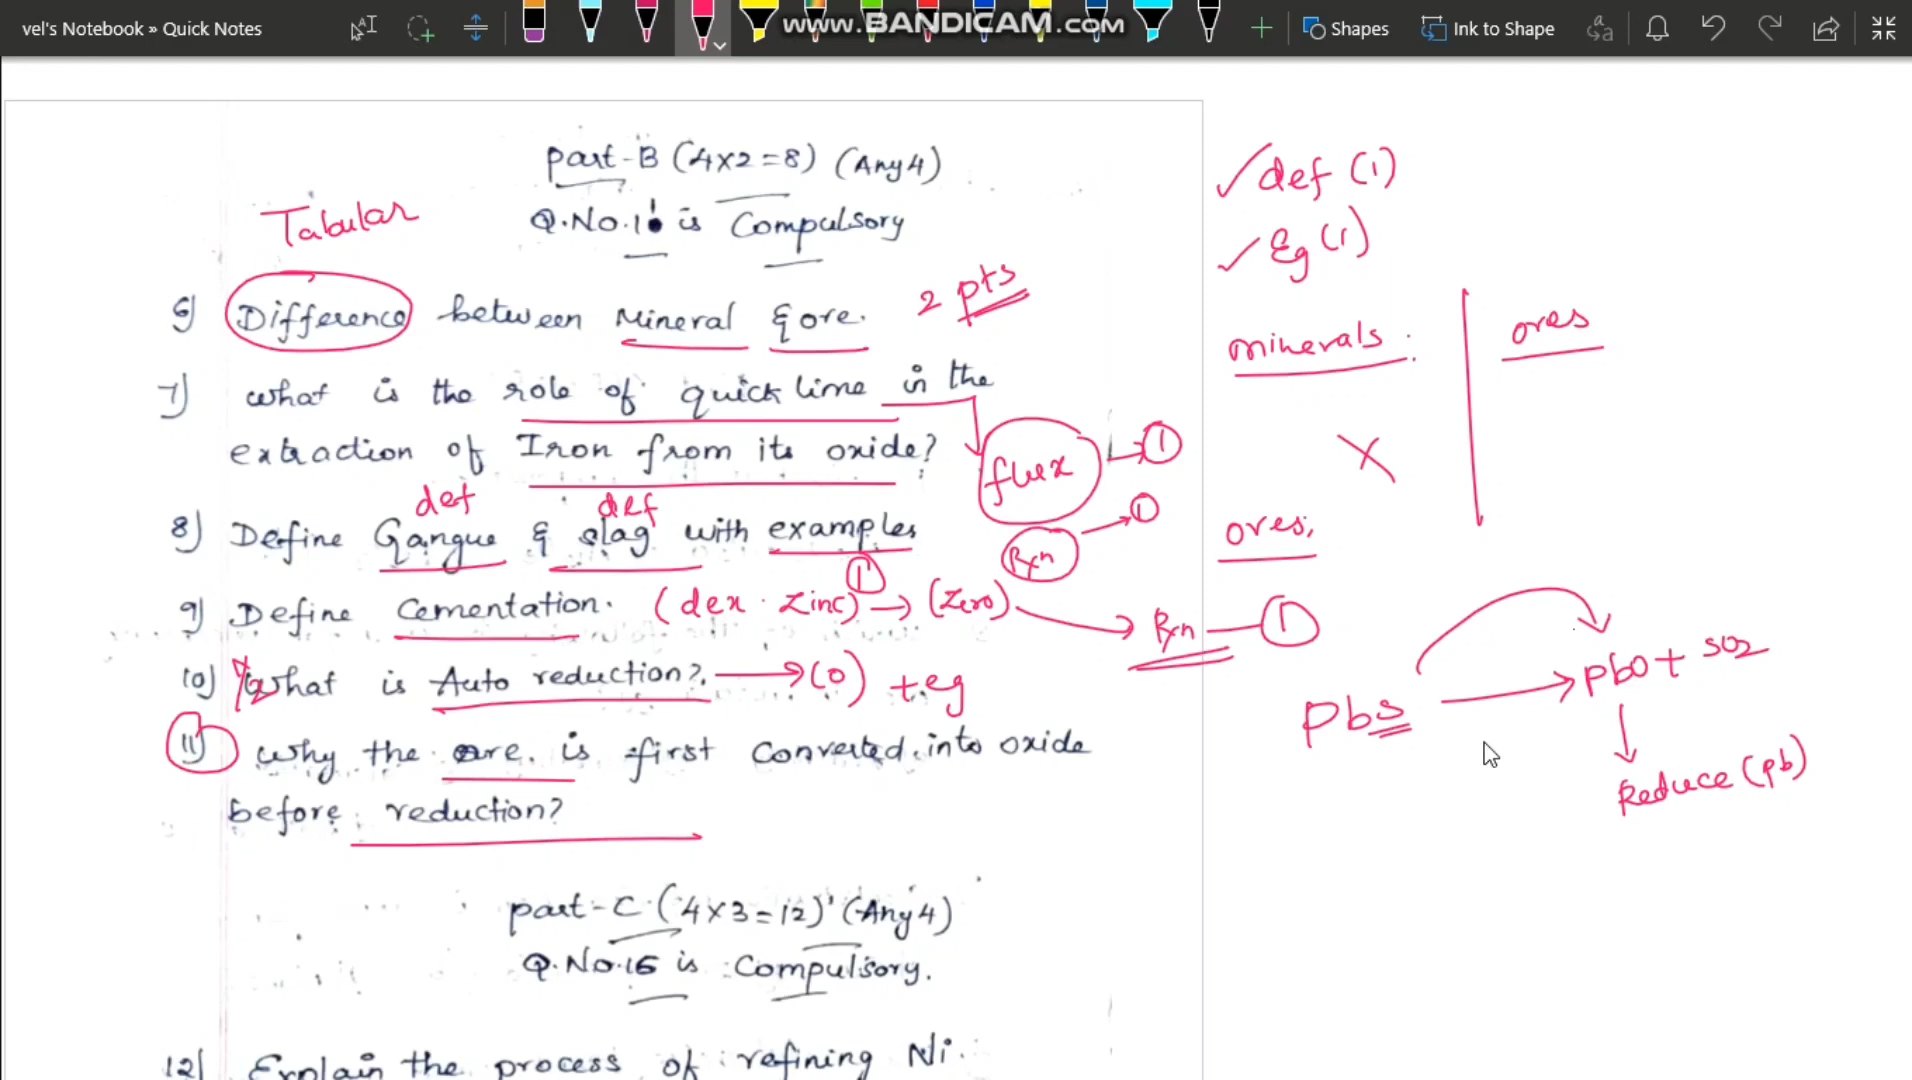 vel's Notebook » Quick Notes
www.BANDICAM.com
Shapes
Ink to Shape
part-B (4x2=8) (Any 4)
Q.No.11 is Compulsory
Tabular
6) Difference between Mineral & ore. 2 pts
7) what is the role of quick lime in the
extraction of Iron from its oxide?
flux → 1
Rxn → 1
def def
8) Define Gangue & slag with examples
1
9) Define Cementation. (dex. Zinc) → (Zero) → Rxn — 1
10) What is Auto reduction? → (0) + eg
11) why the ore is first Converted into oxide
before reduction?
part-C (4x3=12) (Any 4)
Q.No.16 is Compulsory.
12) Explain the process of refining Ni.
✓ def (1)
✓ Eg (1)
minerals: | ores
X
ores:
PbS → PbO + SO2
↓
Reduce (pb)